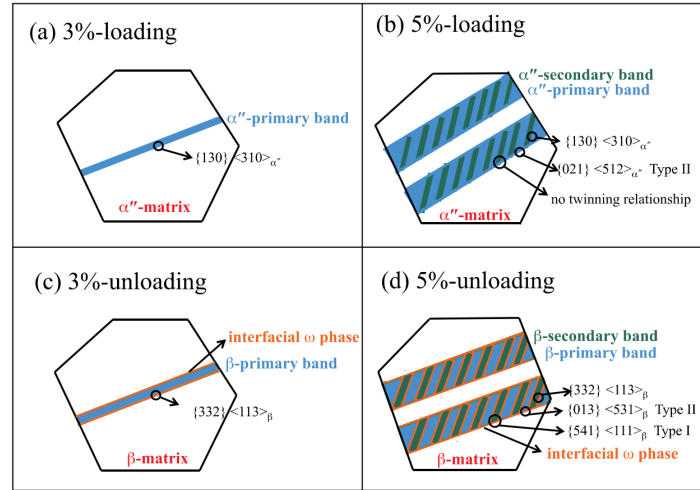 (a) 3%-loading
α″-primary band
{130} <310>α″
α″-matrix
(b) 5%-loading
α″-secondary band
α″-primary band
{130} <310>α″
{021} <512>α″ Type II
no twinning relationship
α″-matrix
(c) 3%-unloading
interfacial ω phase
β-primary band
{332} <113>β
β-matrix
(d) 5%-unloading
β-secondary band
β-primary band
{332} <113>β
{013} <531>β Type II
{541} <111>β Type I
interfacial ω phase
β-matrix